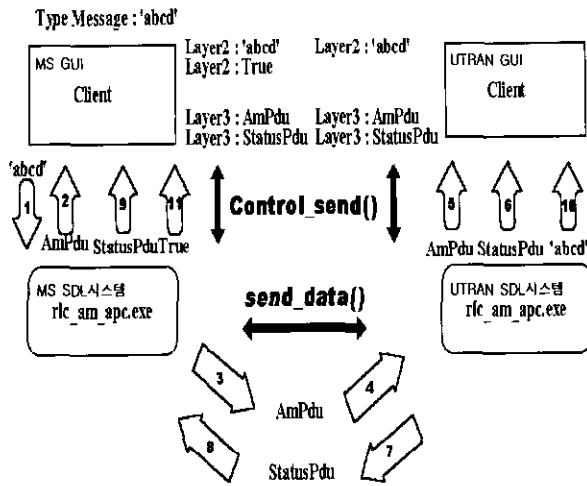 Type Message : 'abcd'
Layer2 : 'abcd'
Layer2 : True
Layer2 : 'abcd'
MS GUI
Client
UTRAN GUI
Client
Layer3 : AmPdu
Layer3 : StatusPdu
Layer3 : AmPdu
Layer3 : StatusPdu
'abcd'
1
2
9
11
Control_send()
5
6
10
AmPdu StatusPdu True
AmPdu StatusPdu 'abcd'
MS SDL시스템
rlc_am_apc.exe
send_data()
UTRAN SDL시스템
rlc_am_apc.exe
3
4
AmPdu
8
7
StatusPdu